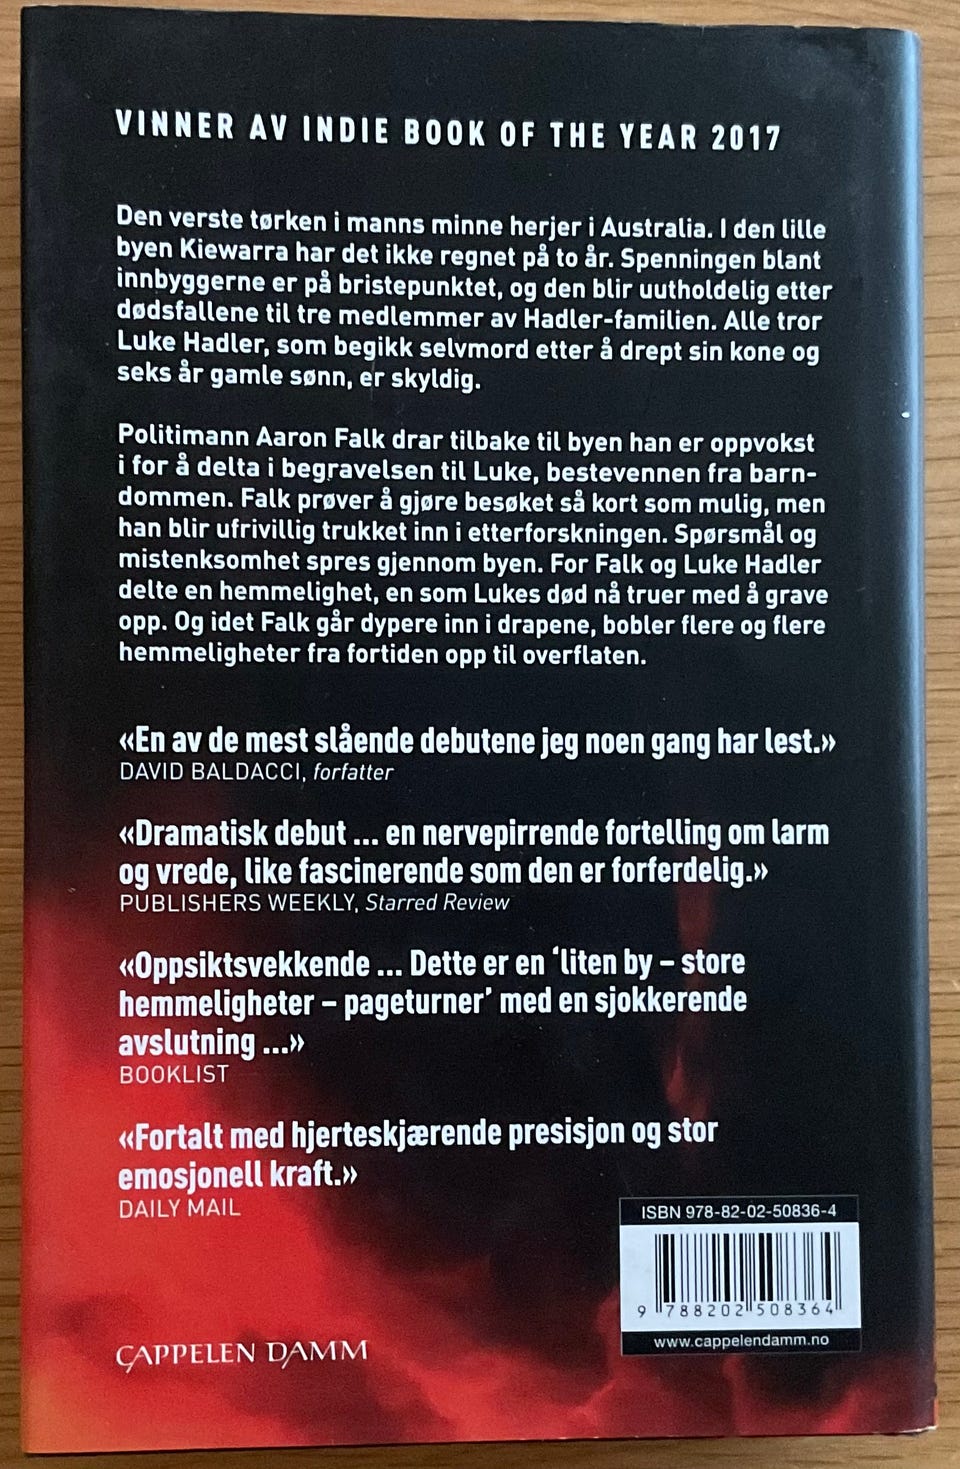 VINNER AV INDIE BOOK OF THE YEAR 2017
Den verste tørken i manns minne herjer i Australia. I den lille
byen Kiewarra har det ikke regnet på to år. Spenningen blant
innbyggerne er på bristepunktet, og den blir uutholdelig etter
dødsfallene til tre medlemmer av Hadler-familien. Alle tror
Luke Hadler, som begikk selvmord etter å drept sin kone og
seks år gamle sønn, er skyldig.
Politimann Aaron Falk drar tilbake til byen han er oppvokst
i for å delta i begravelsen til Luke, bestevennen fra barn-
dommen. Falk prøver å gjøre besøket så kort som mulig, men
han blir ufrivillig trukket inn i etterforskningen. Spørsmål og
mistenksomhet spres gjennom byen. For Falk og Luke Hadler
delte en hemmelighet, en som Lukes død nå truer med å grave
opp. Og idet Falk går dypere inn i drapene, bobler flere og flere
hemmeligheter fra fortiden opp til overflaten.
«En av de mest slående debutene jeg noen gang har lest.»
DAVID BALDACCI, forfatter
«Dramatisk debut ... en nervepirrende fortelling om larm
og vrede, like fascinerende som den er forferdelig.»
PUBLISHERS WEEKLY, Starred Review
«Oppsiktsvekkende ... Dette er en ‘liten by – store
hemmeligheter – pageturner’ med en sjokkerende
avslutning ...»
BOOKLIST
«Fortalt med hjerteskjærende presisjon og stor
emosjonell kraft.»
DAILY MAIL
ISBN 978-82-02-50836-4
9 788202 508364
www.cappelendamm.no
CAPPELEN DAMM